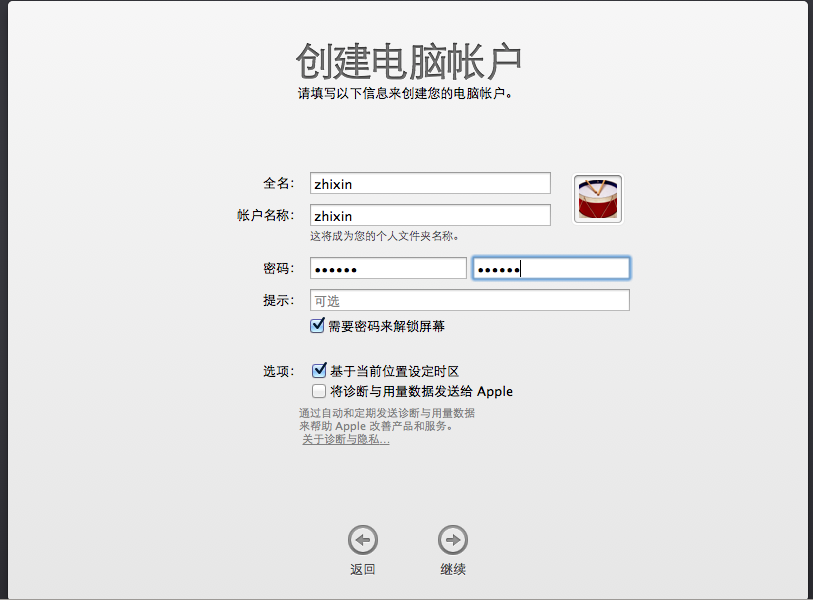 创建电脑帐户
请填写以下信息来创建您的电脑帐户。
全名： zhixin
帐户名称： zhixin
这将成为您的个人文件夹名称。
密码： •••••• ••••••
提示： 可选
需要密码来解锁屏幕
选项： 基于当前位置设定时区
将诊断与用量数据发送给 Apple
通过自动和定期发送诊断与用量数据
来帮助 Apple 改善产品和服务。
关于诊断与隐私...
返回 继续